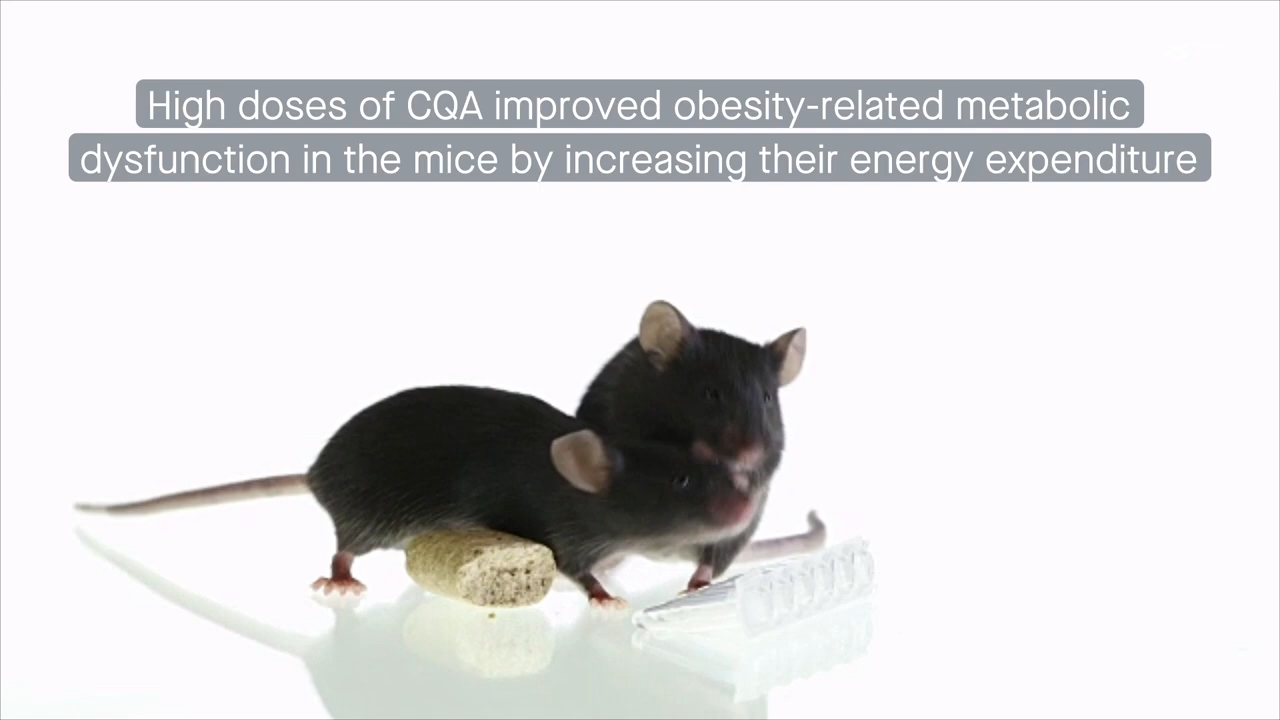 High doses of CQA improved obesity-related metabolic
dysfunction in the mice by increasing their energy expenditure